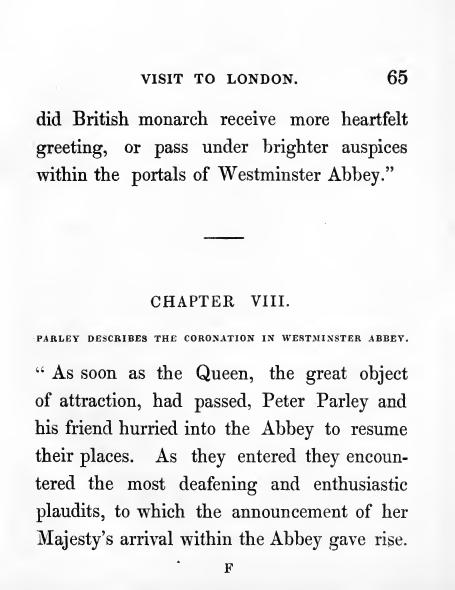 VISIT TO LONDON. 65
did British monarch receive more heartfelt
greeting, or pass under brighter auspices
within the portals of Westminster Abbey.”
CHAPTER VIII.
PARLEY DESCRIBES THE CORONATION IN WESTMINSTER ABBEY.
“ As soon as the Queen, the great object
of attraction, had passed, Peter Parley and
his friend hurried into the Abbey to resume
their places. As they entered they encoun-
tered the most deafening and enthusiastic
plaudits, to which the announcement of her
Majesty’s arrival within the Abbey gave rise.
F